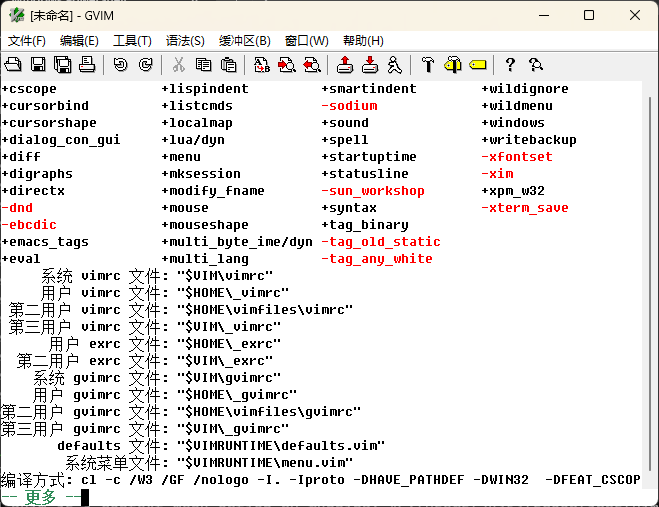 [未命名] - GVIM
文件(F) 编辑(E) 工具(T) 语法(S) 缓冲区(B) 窗口(W) 帮助(H)
+cscope +lispindent +smartindent +wildignore
+cursorbind +listcmds -sodium +wildmenu
+cursorshape +localmap +sound +windows
+dialog_con_gui +lua/dyn +spell +writebackup
+diff +menu +startuptime -xfontset
+digraphs +mksession +statusline -xim
+directx +modify_fname -sun_workshop +xpm_w32
-dnd +mouse +syntax -xterm_save
-ebcdic +mouseshape +tag_binary
+emacs_tags +multi_byte_ime/dyn -tag_old_static
+eval +multi_lang -tag_any_white
系统 vimrc 文件: "$VIM\vimrc"
用户 vimrc 文件: "$HOME\_vimrc"
第二用户 vimrc 文件: "$HOME\vimfiles\vimrc"
第三用户 vimrc 文件: "$VIM\_vimrc"
用户 exrc 文件: "$HOME\_exrc"
第二用户 exrc 文件: "$VIM\_exrc"
系统 gvimrc 文件: "$VIM\gvimrc"
用户 gvimrc 文件: "$HOME\_gvimrc"
第二用户 gvimrc 文件: "$HOME\vimfiles\gvimrc"
第三用户 gvimrc 文件: "$VIM\_gvimrc"
defaults 文件: "$VIMRUNTIME\defaults.vim"
系统菜单文件: "$VIMRUNTIME\menu.vim"
编译方式: cl -c /W3 /GF /nologo -I. -Iproto -DHAVE_PATHDEF -DWIN32 -DFEAT_CSCOP
-- 更多 --